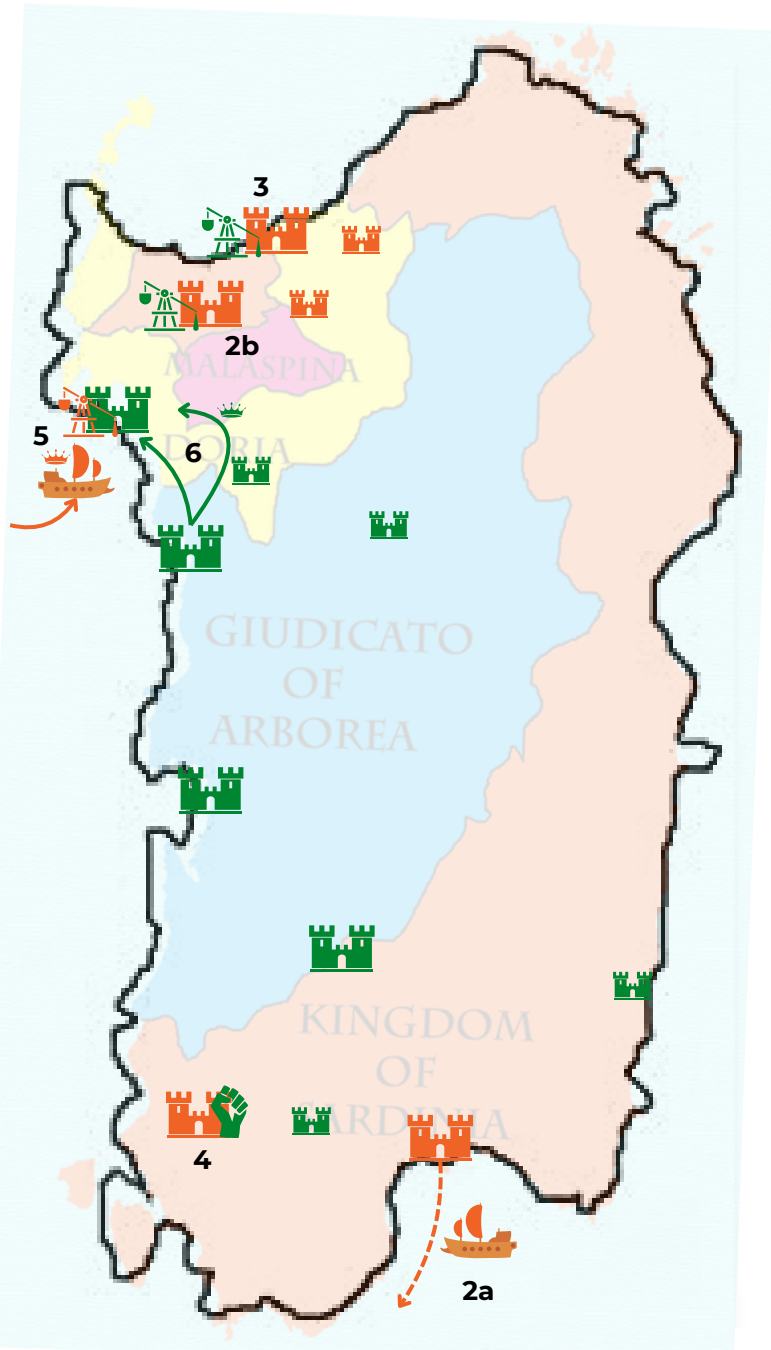 3
2b
MALASPINA
5
6
DORIA
GIUDICATO
OF
ARBOREA
KINGDOM
OF
SARDINIA
4
2a